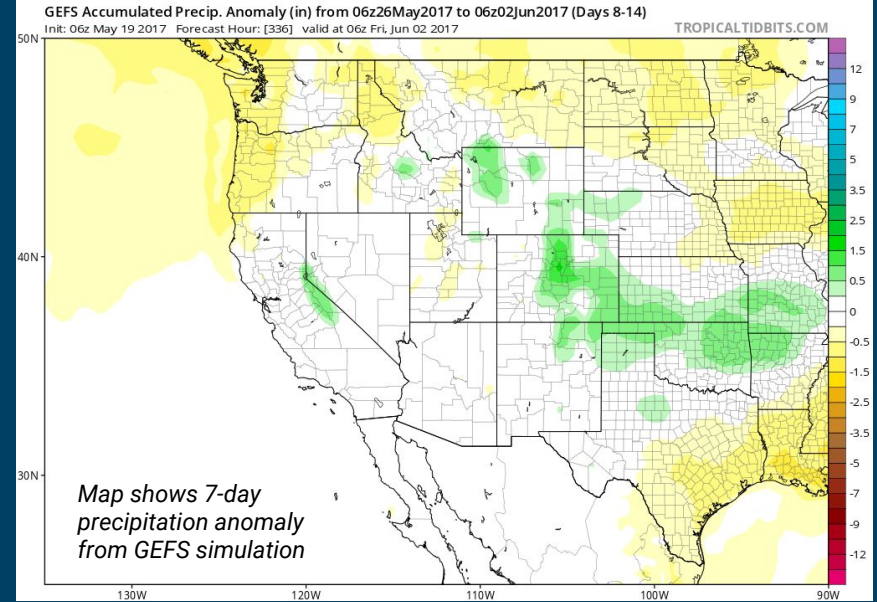 GEFS Accumulated Precip. Anomaly (in) from 06z26May2017 to 06z02Jun2017 (Days 8-14)
Init: 06z May 19 2017 Forecast Hour: [336] valid at 06z Fri, Jun 02 2017
TROPICALTIDBITS.COM
50N
40N
30N
12
9
7
5
3.5
2.5
1.5
0.5
0
-0.5
-1.5
-2.5
-3.5
-5
-7
-9
-12
Map shows 7-day
precipitation anomaly
from GEFS simulation
130W
120W
110W
100W
90W